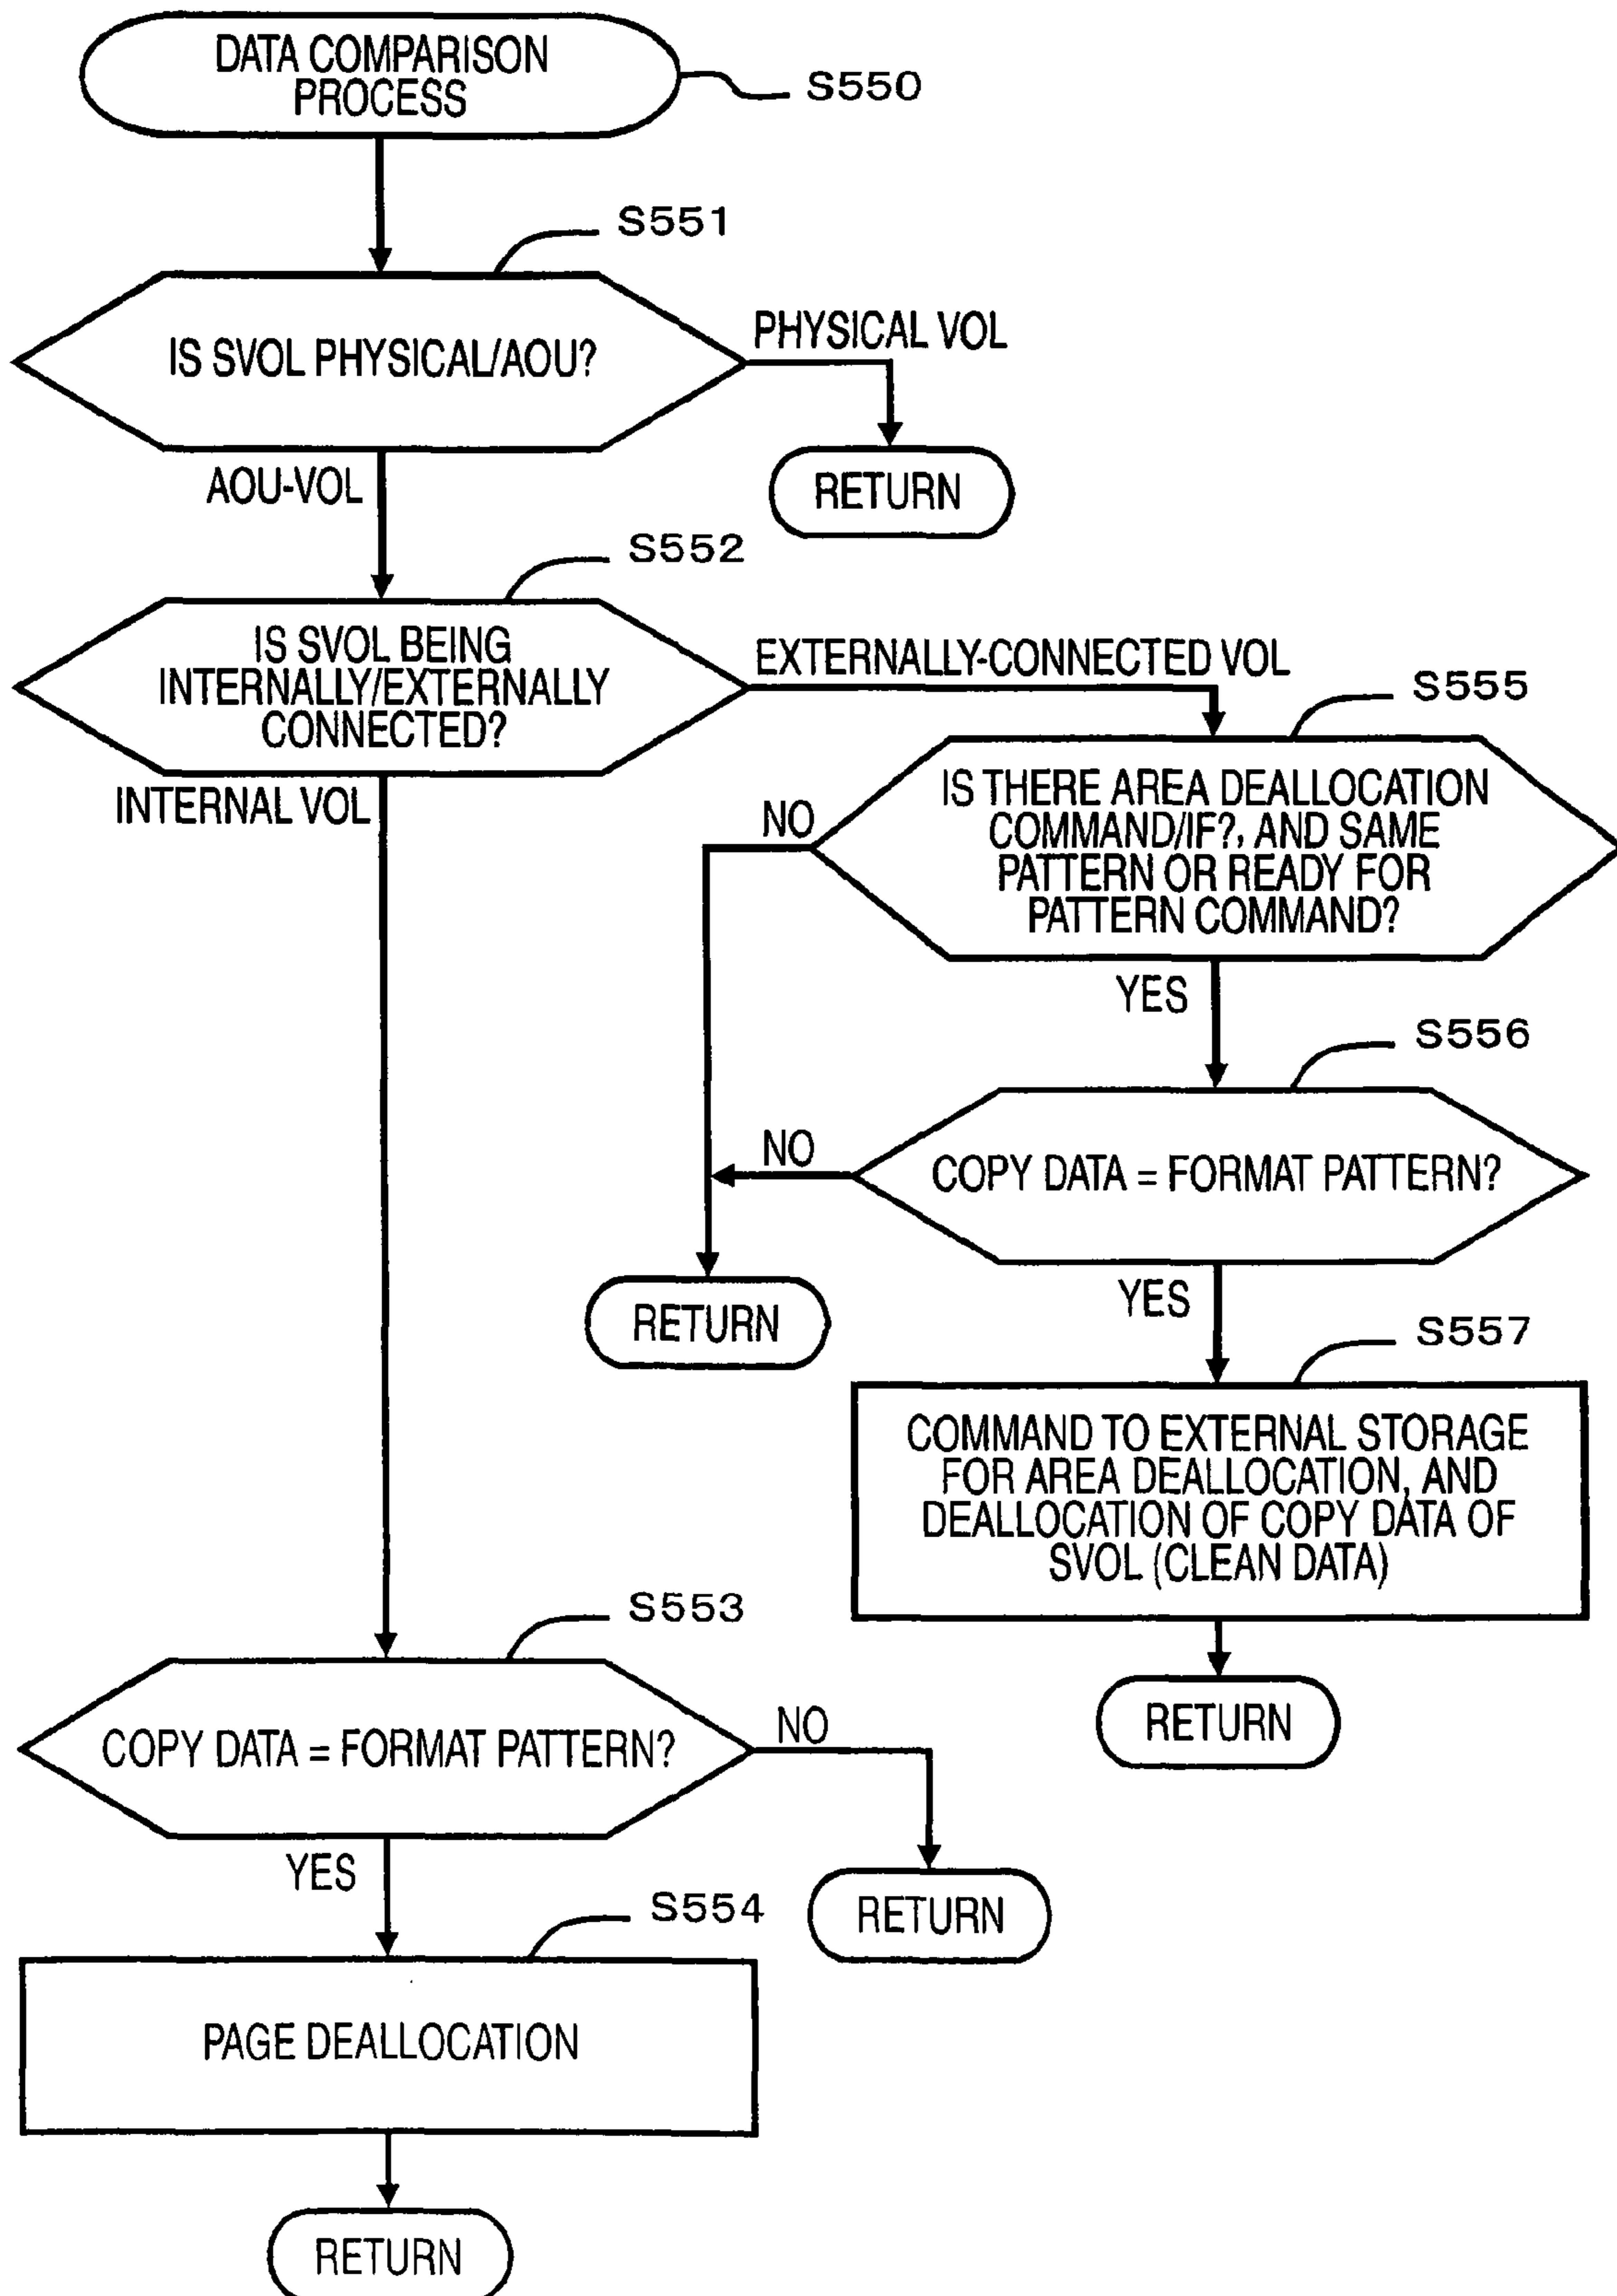 DATA COMPARISON
PROCESS
S550
S551
IS SVOL PHYSICAL/AOU?
PHYSICAL VOL
RETURN
AOU-VOL
S552
IS SVOL BEING
INTERNALLY/EXTERNALLY
CONNECTED?
EXTERNALLY-CONNECTED VOL
S555
INTERNAL VOL
IS THERE AREA DEALLOCATION
COMMAND/IF?, AND SAME
PATTERN OR READY FOR
PATTERN COMMAND?
NO
YES
S556
COPY DATA = FORMAT PATTERN?
NO
RETURN
YES
S557
COMMAND TO EXTERNAL STORAGE
FOR AREA DEALLOCATION, AND
DEALLOCATION OF COPY DATA OF
SVOL (CLEAN DATA)
RETURN
S553
COPY DATA = FORMAT PATTERN?
NO
RETURN
YES
S554
PAGE DEALLOCATION
RETURN